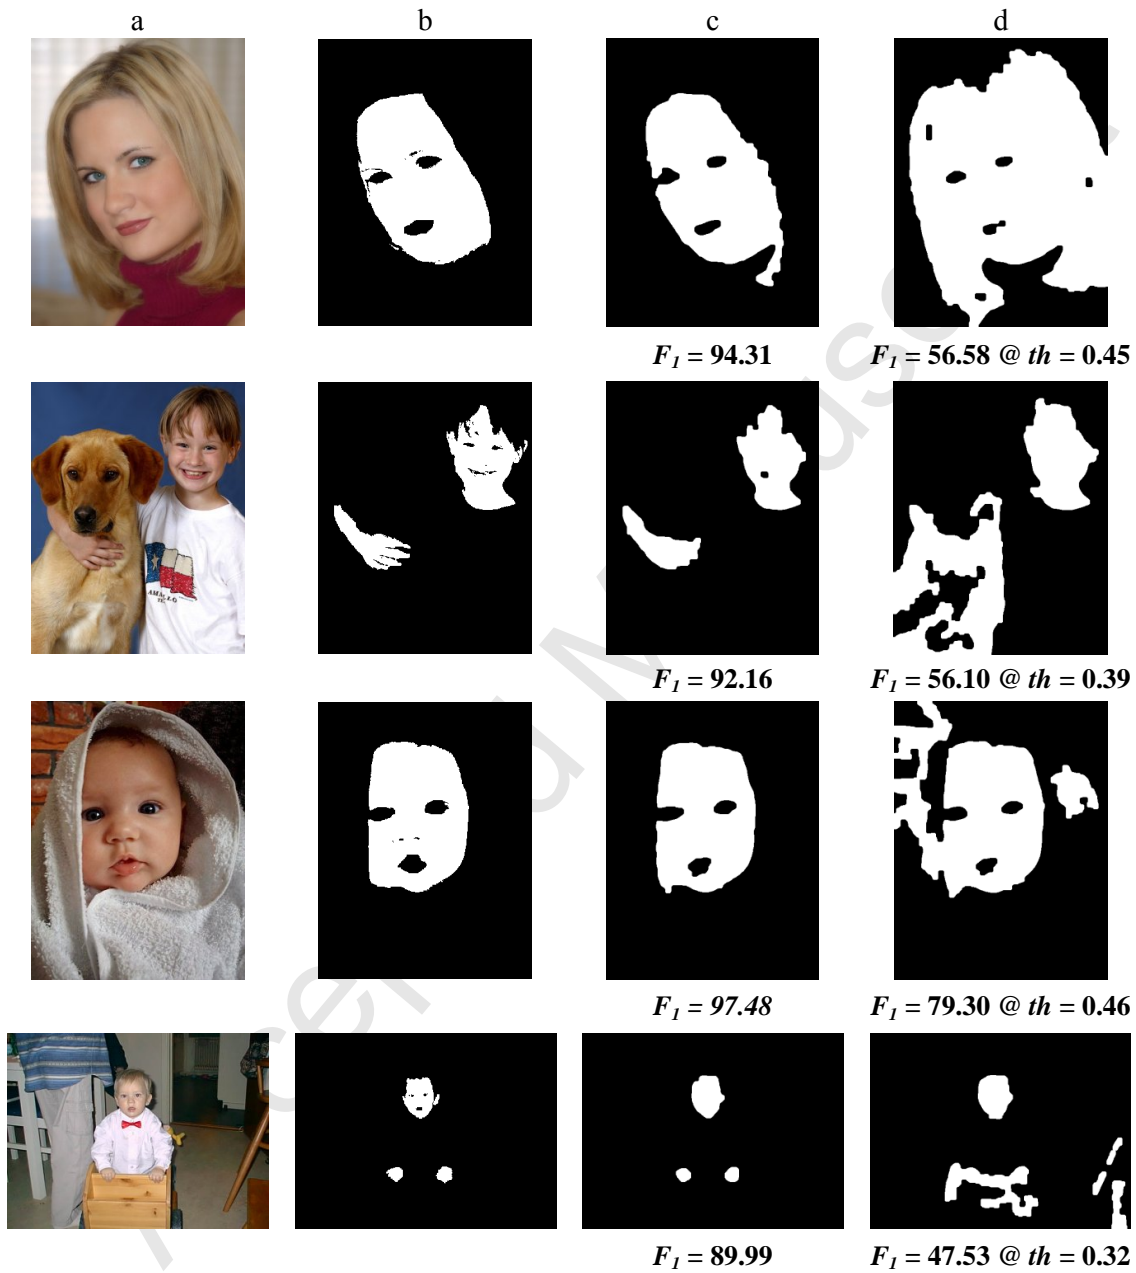 a b c d
F1 = 94.31 F1 = 56.58 @ th = 0.45
F1 = 92.16 F1 = 56.10 @ th = 0.39
F1 = 97.48 F1 = 79.30 @ th = 0.46
F1 = 89.99 F1 = 47.53 @ th = 0.32